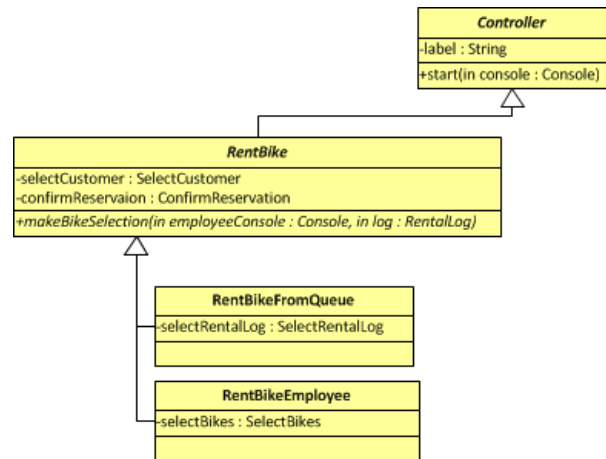 Controller
-label : String
+start(in console : Console)
RentBike
-selectCustomer : SelectCustomer
-confirmReservaion : ConfirmReservation
+makeBikeSelection(in employeeConsole : Console, in log : RentalLog)
RentBikeFromQueue
-selectRentalLog : SelectRentalLog
RentBikeEmployee
-selectBikes : SelectBikes